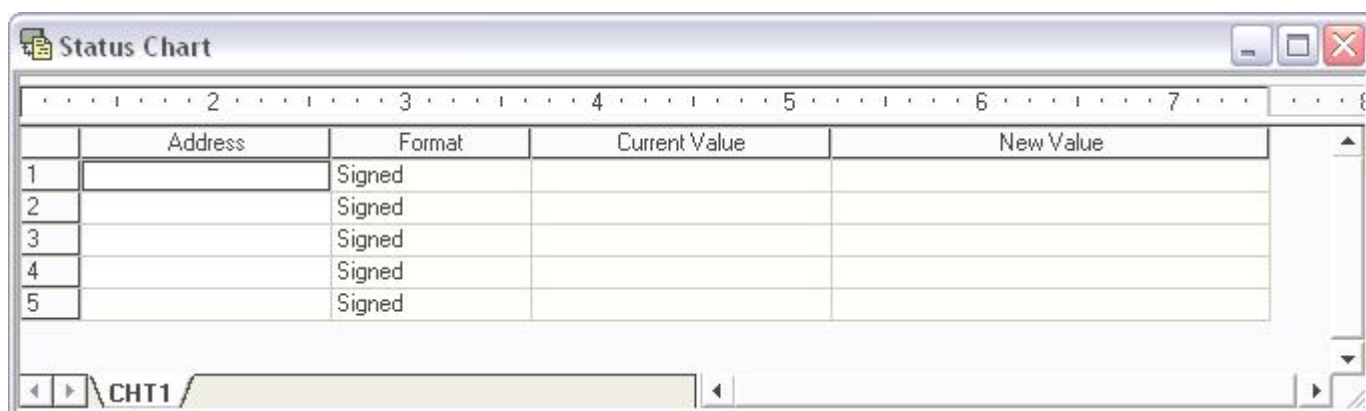 Status Chart
2 3 4 5 6 7 8
Address Format Current Value New Value
1 Signed
2 Signed
3 Signed
4 Signed
5 Signed
CHT1